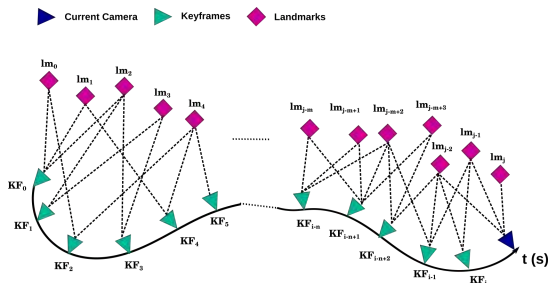 Current Camera Keyframes Landmarks
lm0
lm1
lm2
lm3
lm4
lmj-m
lmj-m+1
lmj-m+2
lmj-m+3
lmj-2
lmj-1
lmj
KF0
KF1
KF2
KF3
KF4
KF5
KFi-n
KFi-n+1
KFi-n+2
KFi-1
KFi
t (s)